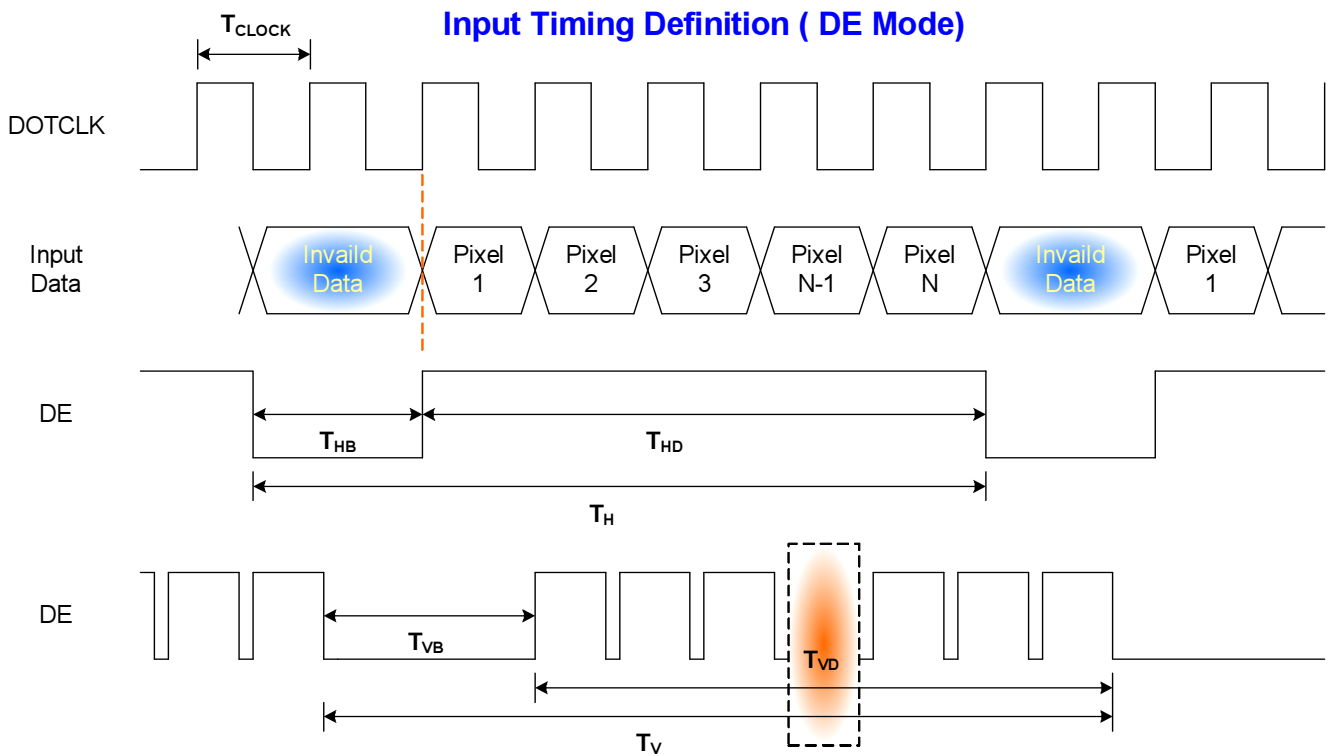 Input Timing Definition ( DE Mode)
TCLOCK
DOTCLK
Input
Data
Invaild
Data
Pixel
1
Pixel
2
Pixel
3
Pixel
N-1
Pixel
N
Invaild
Data
Pixel
1
DE
THB
THD
TH
DE
TVB
TVD
TV